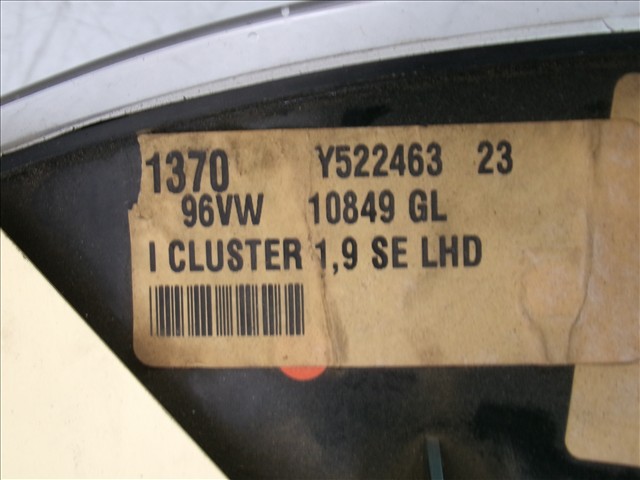 1370 Y522463 23
96VW 10849 GL
I CLUSTER 1,9 SE LHD